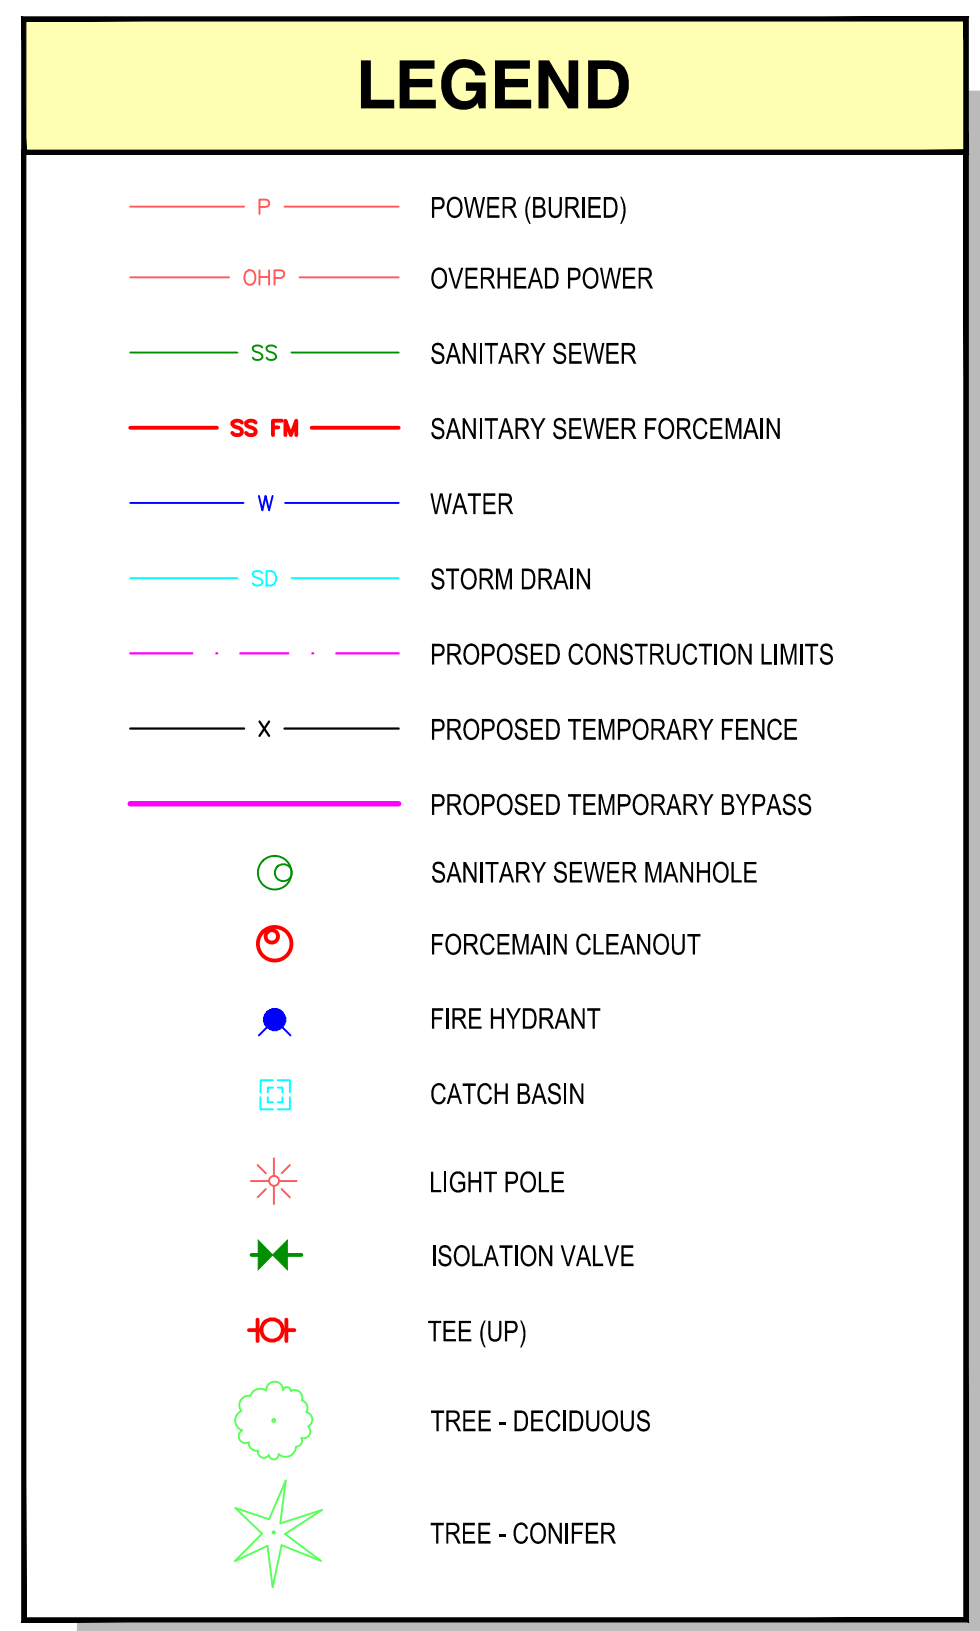 LEGEND
P POWER (BURIED)
OHP OVERHEAD POWER
SS SANITARY SEWER
SS FM SANITARY SEWER FORCEMAIN
W WATER
SD STORM DRAIN
PROPOSED CONSTRUCTION LIMITS
X PROPOSED TEMPORARY FENCE
PROPOSED TEMPORARY BYPASS
SANITARY SEWER MANHOLE
FORCEMAIN CLEANOUT
FIRE HYDRANT
CATCH BASIN
LIGHT POLE
ISOLATION VALVE
TEE (UP)
TREE - DECIDUOUS
TREE - CONIFER